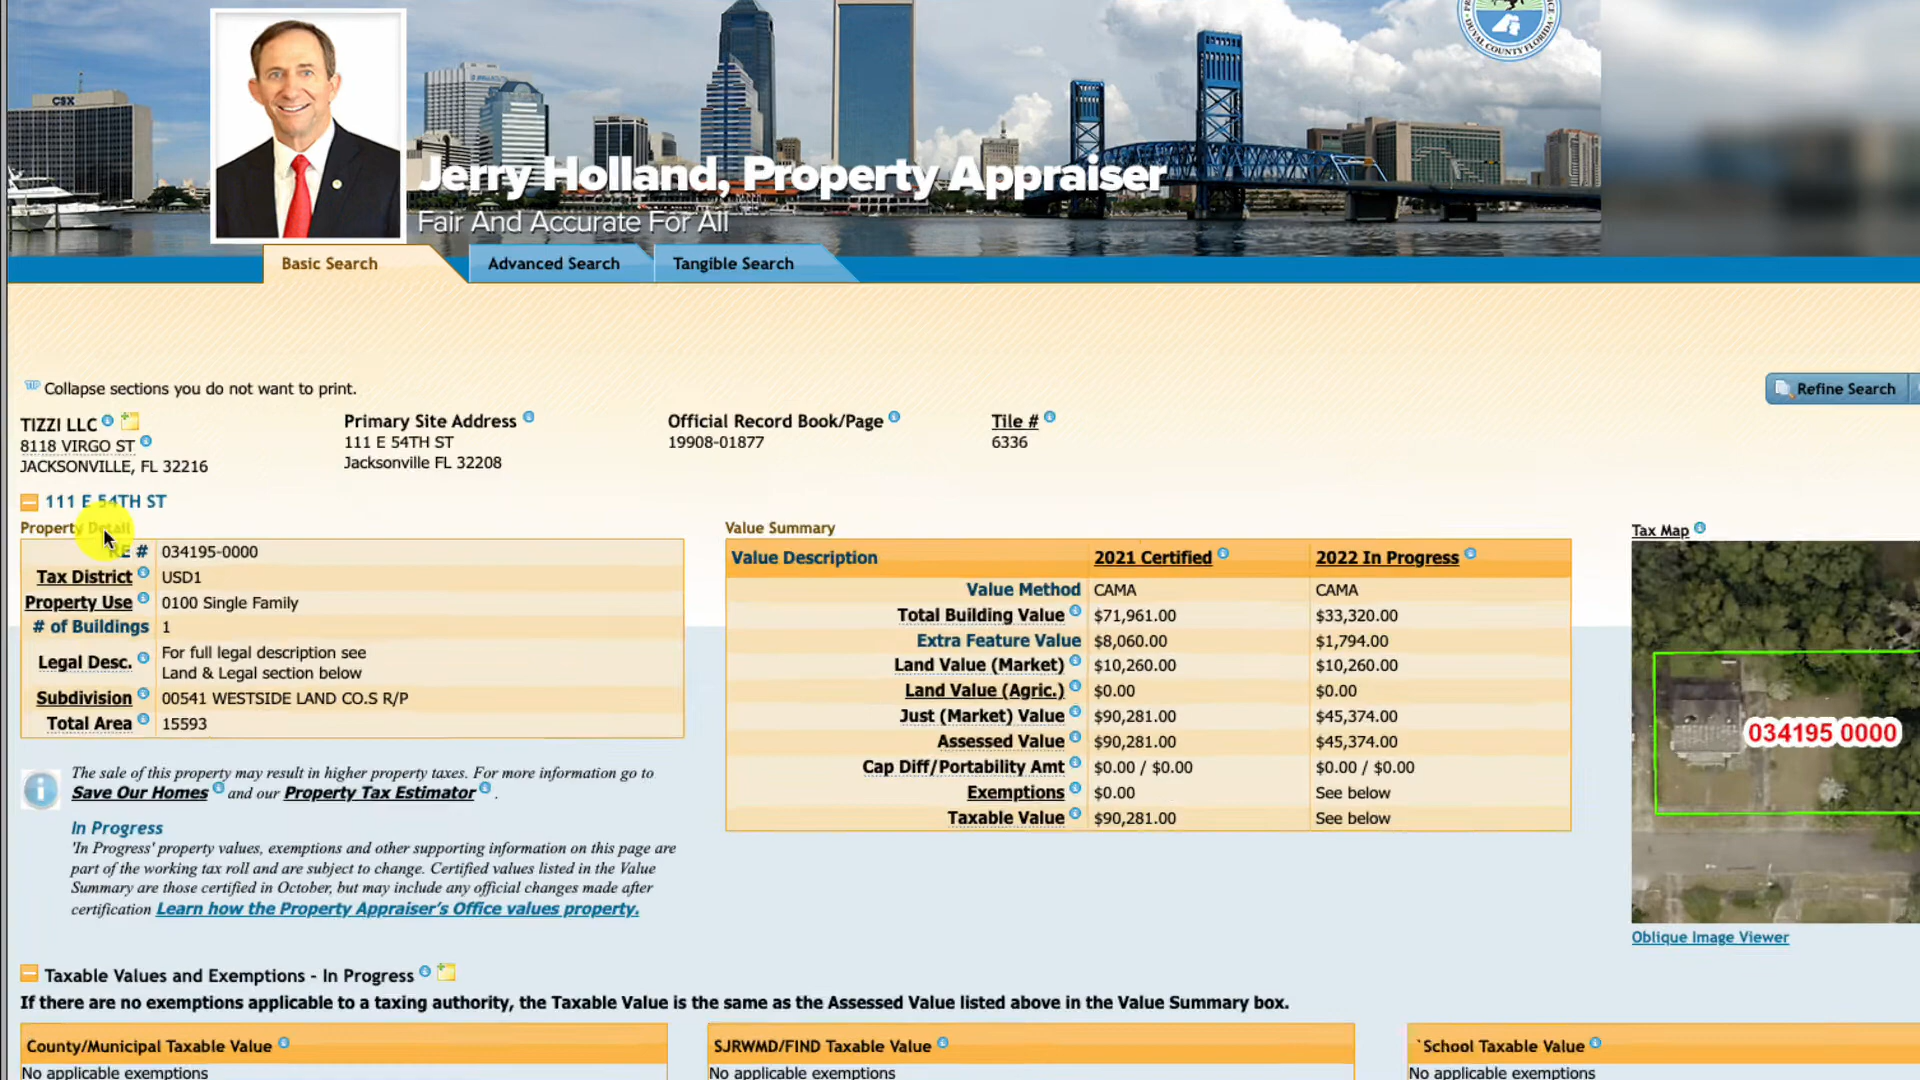 CSX
DUVAL COUNTY FLORIDA
Jerry Holland, Property Appraiser
Fair And Accurate For All
Basic Search
Advanced Search
Tangible Search
TIP Collapse sections you do not want to print.
Refine Search
TIZZI LLC
8118 VIRGO ST
JACKSONVILLE, FL 32216
Primary Site Address
111 E 54TH ST
Jacksonville FL 32208
Official Record Book/Page
19908-01877
Tile #
6336
111 E 54TH ST
Property Detail
RE # 034195-0000
Tax District USD1
Property Use 0100 Single Family
# of Buildings 1
Legal Desc. For full legal description see
Land & Legal section below
Subdivision 00541 WESTSIDE LAND CO.S R/P
Total Area 15593
The sale of this property may result in higher property taxes. For more information go to
Save Our Homes and our Property Tax Estimator .
In Progress
'In Progress' property values, exemptions and other supporting information on this page are
part of the working tax roll and are subject to change. Certified values listed in the Value
Summary are those certified in October, but may include any official changes made after
certification Learn how the Property Appraiser's Office values property.
Value Summary
Value Description 2021 Certified 2022 In Progress
Value Method CAMA CAMA
Total Building Value $71,961.00 $33,320.00
Extra Feature Value $8,060.00 $1,794.00
Land Value (Market) $10,260.00 $10,260.00
Land Value (Agric.) $0.00 $0.00
Just (Market) Value $90,281.00 $45,374.00
Assessed Value $90,281.00 $45,374.00
Cap Diff/Portability Amt $0.00 / $0.00 $0.00 / $0.00
Exemptions $0.00 See below
Taxable Value $90,281.00 See below
Tax Map
034195 0000
Oblique Image Viewer
Taxable Values and Exemptions - In Progress
If there are no exemptions applicable to a taxing authority, the Taxable Value is the same as the Assessed Value listed above in the Value Summary box.
County/Municipal Taxable Value
No applicable exemptions
SJRWMD/FIND Taxable Value
No applicable exemptions
`School Taxable Value
No applicable exemptions